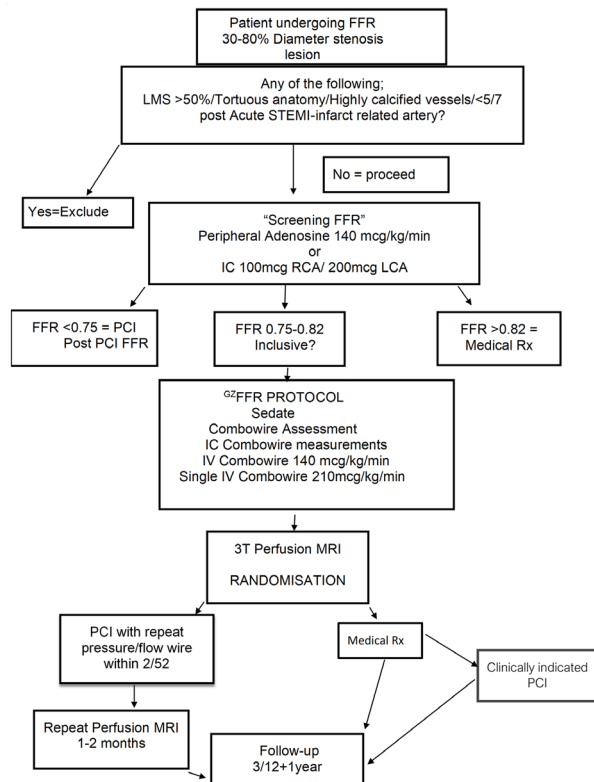 Patient undergoing FFR
30-80% Diameter stenosis
lesion
Any of the following;
LMS >50%/Tortuous anatomy/Highly calcified vessels/<5/7
post Acute STEMI-infarct related artery?
No = proceed
Yes=Exclude
“Screening FFR”
Peripheral Adenosine 140 mcg/kg/min
or
IC 100mcg RCA/ 200mcg LCA
FFR <0.75 = PCI
Post PCI FFR
FFR 0.75-0.82
Inclusive?
FFR >0.82 =
Medical Rx
GZFFR PROTOCOL
Sedate
Combowire Assessment
IC Combowire measurements
IV Combowire 140 mcg/kg/min
Single IV Combowire 210mcg/kg/min
3T Perfusion MRI
RANDOMISATION
PCI with repeat
pressure/flow wire
within 2/52
Medical Rx
Clinically indicated
PCI
Repeat Perfusion MRI
1-2 months
Follow-up
3/12+1year